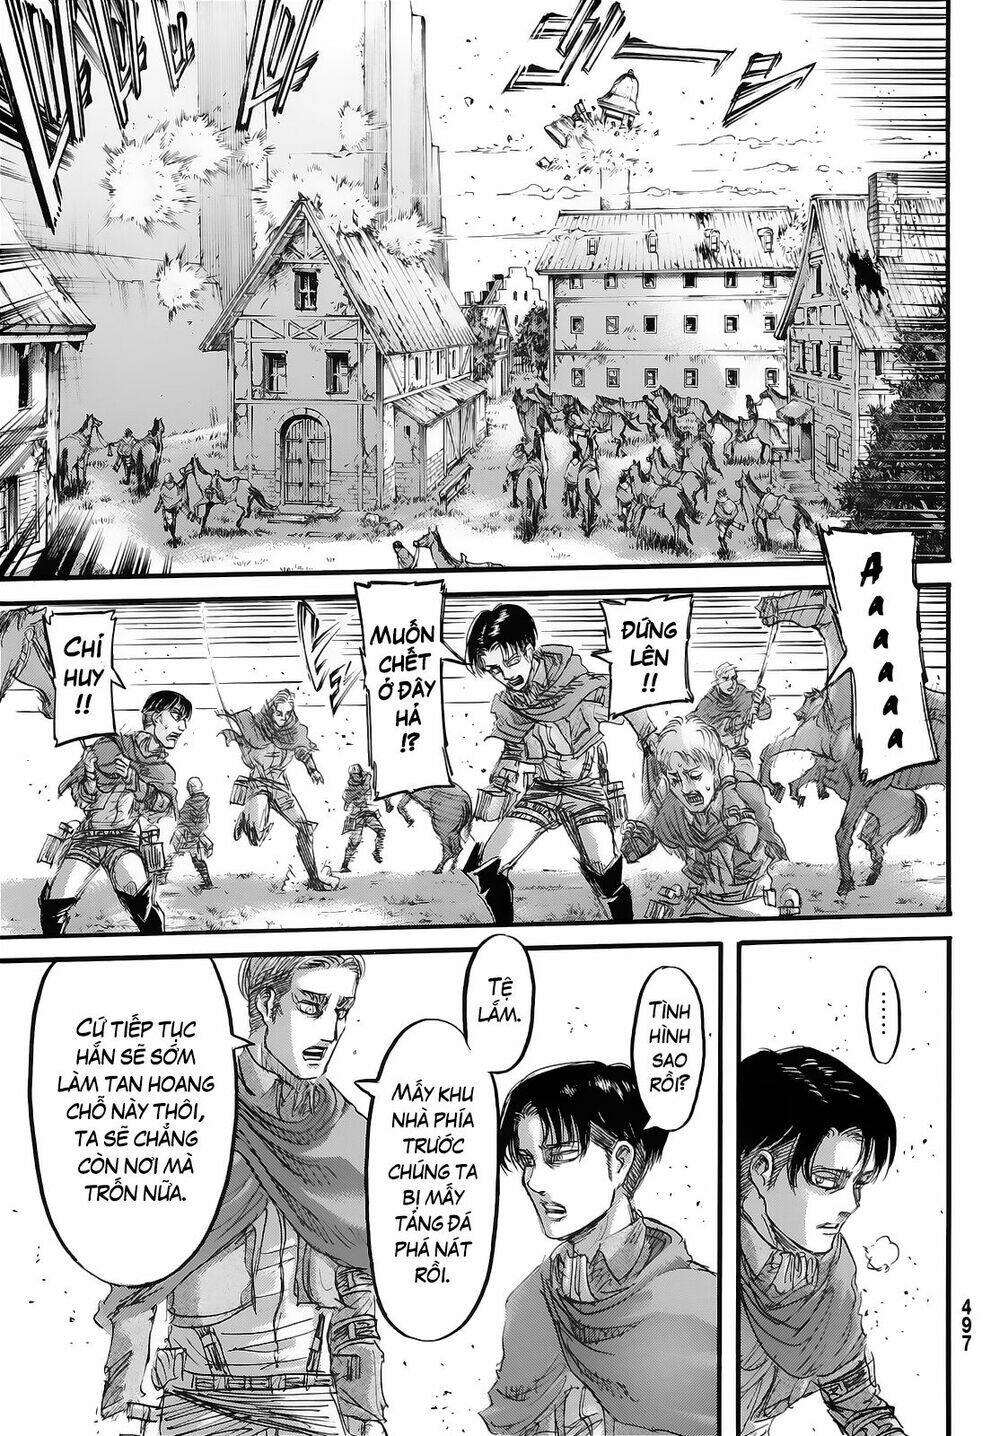 Aaaaaa
ĐỨNG
LÊN
!!
MUỐN
CHẾT
Ở ĐÂY
HẢ
!?
CHỈ
HUY
!!
........
TÌNH
HÌNH
SAO
RỒI?
TỆ
LẮM.
MẤY KHU
NHÀ PHÍA
TRƯỚC
CHÚNG TA
BỊ MẤY
TẢNG ĐÁ
PHÁ NÁT
RỒI.
CỨ TIẾP TỤC
HẮN SẼ SỚM
LÀM TAN HOANG
CHỖ NÀY THÔI,
TA SẼ CHẲNG
CÒN NƠI MÀ
TRỐN NỮA.
497